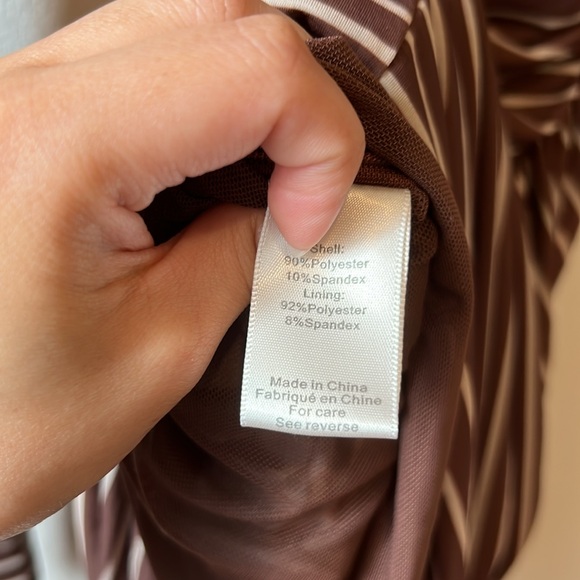 Shell:
90%Polyester
10%Spandex
Lining:
92%Polyester
8%Spandex
Made in China
Fabriqué en Chine
For care
See reverse